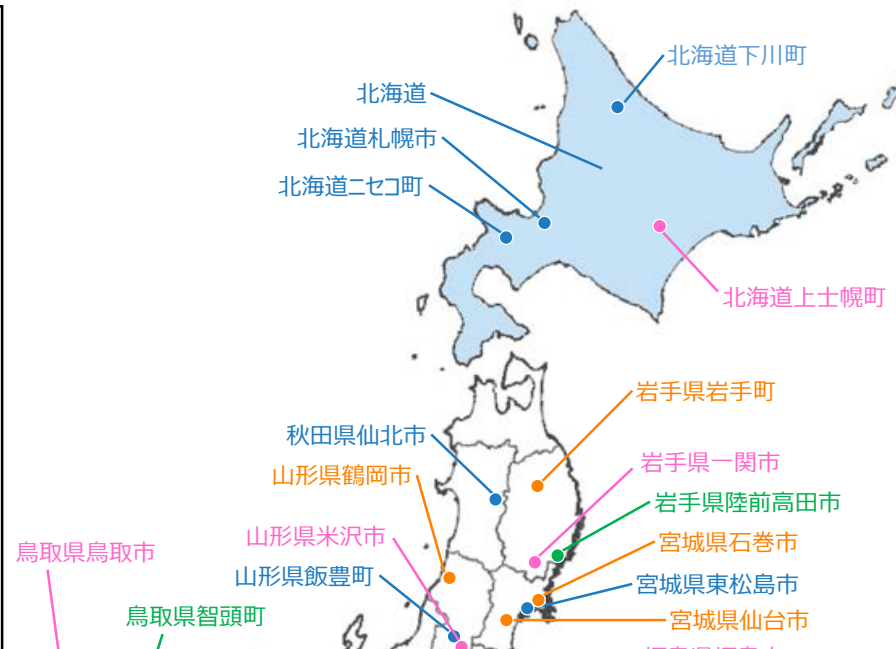 北海道下川町
北海道
北海道札幌市
北海道ニセコ町
北海道上士幌町
岩手県岩手町
秋田県仙北市
岩手県一関市
山形県鶴岡市
岩手県陸前高田市
山形県米沢市
宮城県石巻市
鳥取県鳥取市
山形県飯豊町
宮城県東松島市
鳥取県智頭町
宮城県仙台市